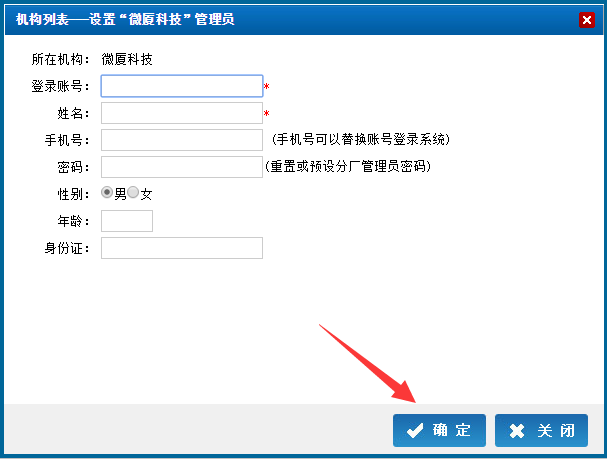 机构列表——设置“微厦科技”管理员
所在机构： 微厦科技
登录账号： *
姓名： *
手机号： (手机号可以替换账号登录系统)
密码： (重置或预设分厂管理员密码)
性别： 男 女
年龄：
身份证：
确 定 关 闭